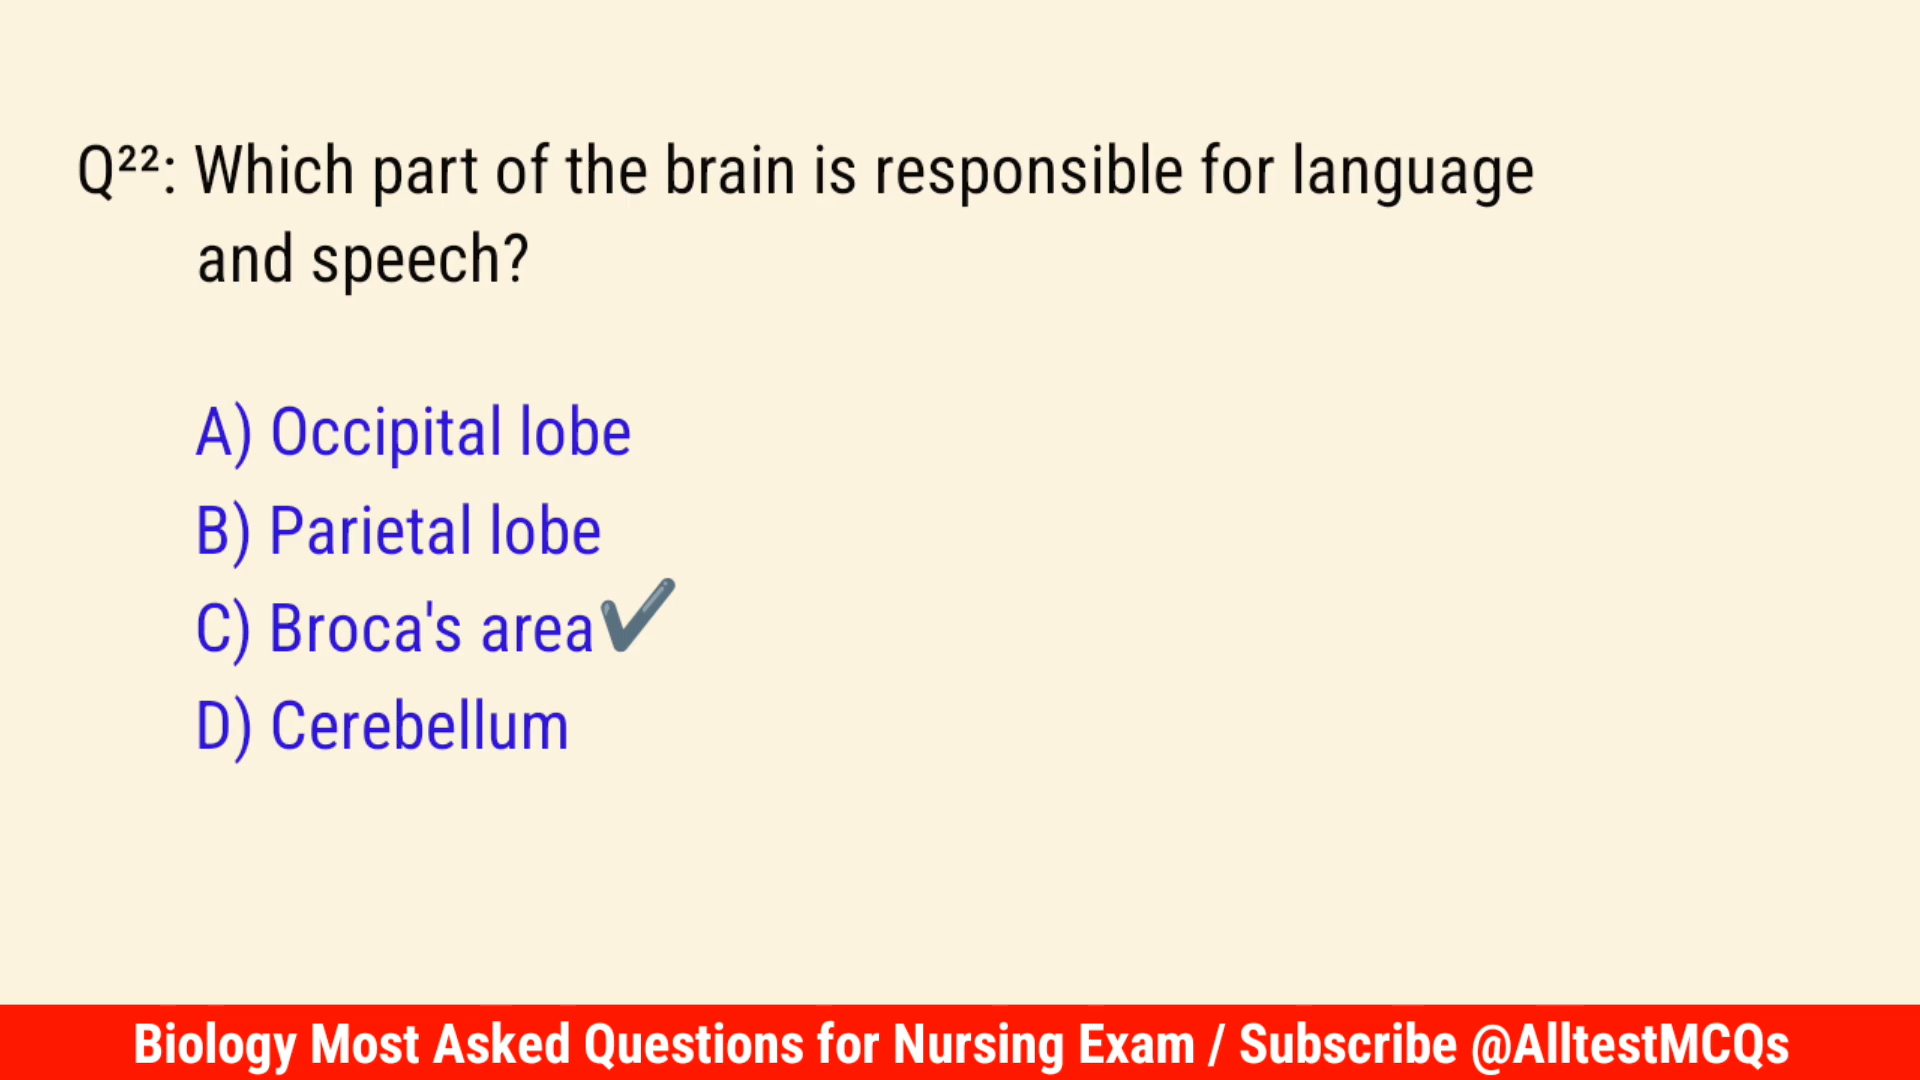 Q²²: Which part of the brain is responsible for language
and speech?
A) Occipital lobe
B) Parietal lobe
C) Broca's area✔
D) Cerebellum
Biology Most Asked Questions for Nursing Exam / Subscribe @AlltestMCQs